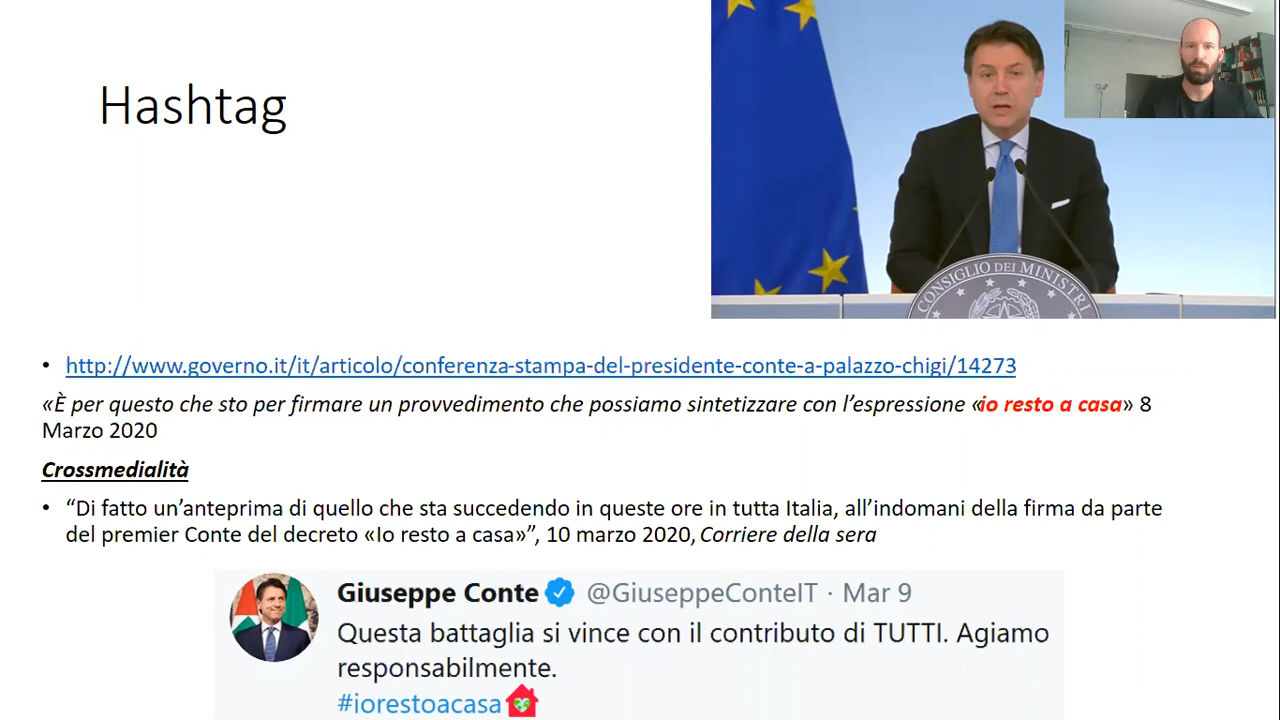 Hashtag
CONSIGLIO DEI MINISTRI
• http://www.governo.it/it/articolo/conferenza-stampa-del-presidente-conte-a-palazzo-chigi/14273
«È per questo che sto per firmare un provvedimento che possiamo sintetizzare con l’espressione «io resto a casa» 8
Marzo 2020
Crossmedialità
• “Di fatto un’anteprima di quello che sta succedendo in queste ore in tutta Italia, all’indomani della firma da parte
del premier Conte del decreto «Io resto a casa»”, 10 marzo 2020, Corriere della sera
Giuseppe Conte @GiuseppeConteIT · Mar 9
Questa battaglia si vince con il contributo di TUTTI. Agiamo
responsabilmente.
#iorestoacasa